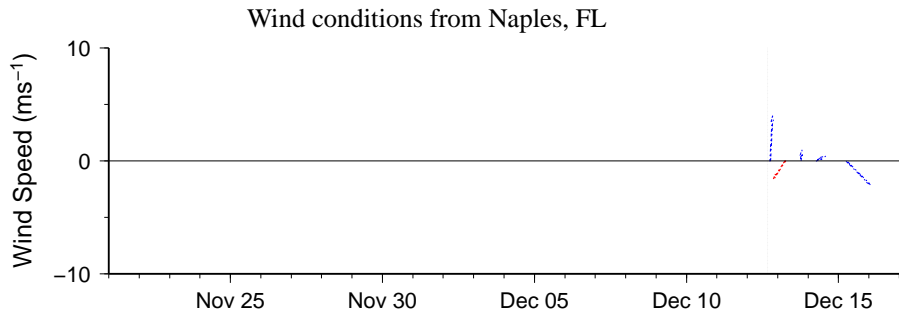 Wind conditions from Naples, FL
10
0
−10
Wind Speed (ms⁻¹)
Nov 25 Nov 30 Dec 05 Dec 10 Dec 15